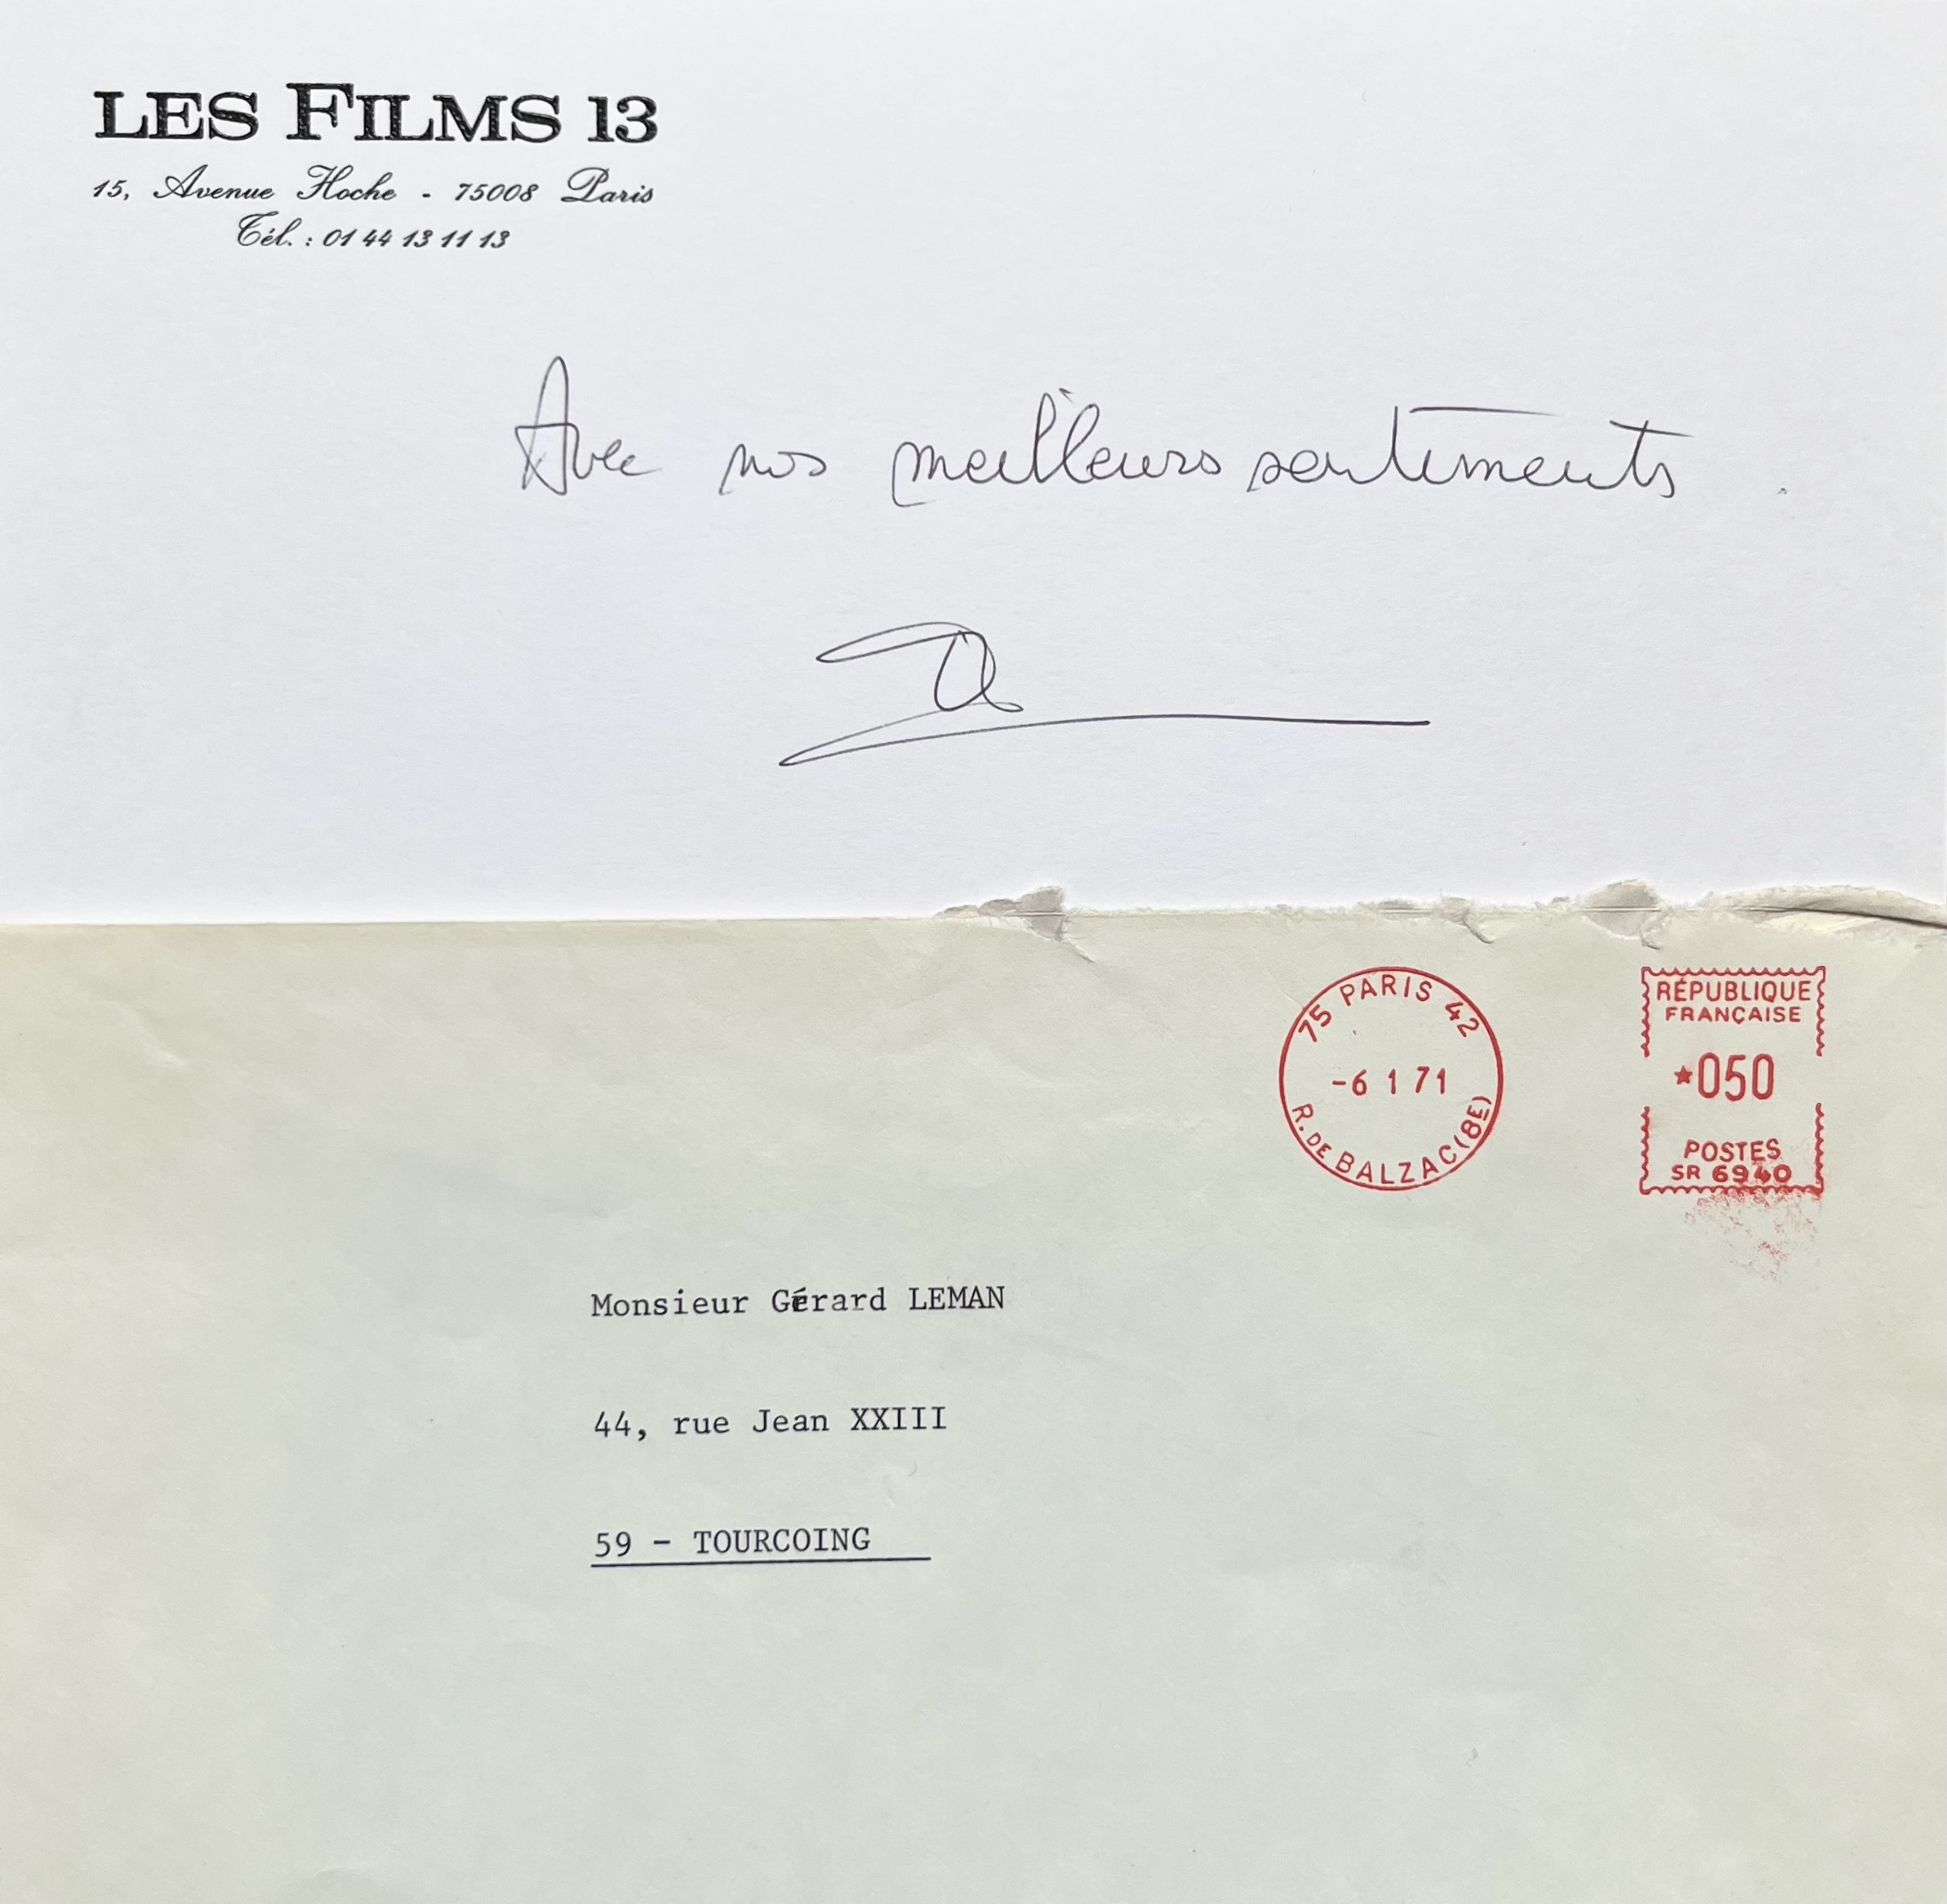 LES FILMS 13
15, Avenue Hoche - 75008 Paris
Tél. : 01 44 13 11 13
Avec nos meilleurs sentiments.
75 PARIS 42
-6 1 71
R. DE BALZAC (8E)
RÉPUBLIQUE
FRANÇAISE
*050
POSTES
SR 6940
Monsieur Gérard LEMAN
44, rue Jean XXIII
59 - TOURCOING